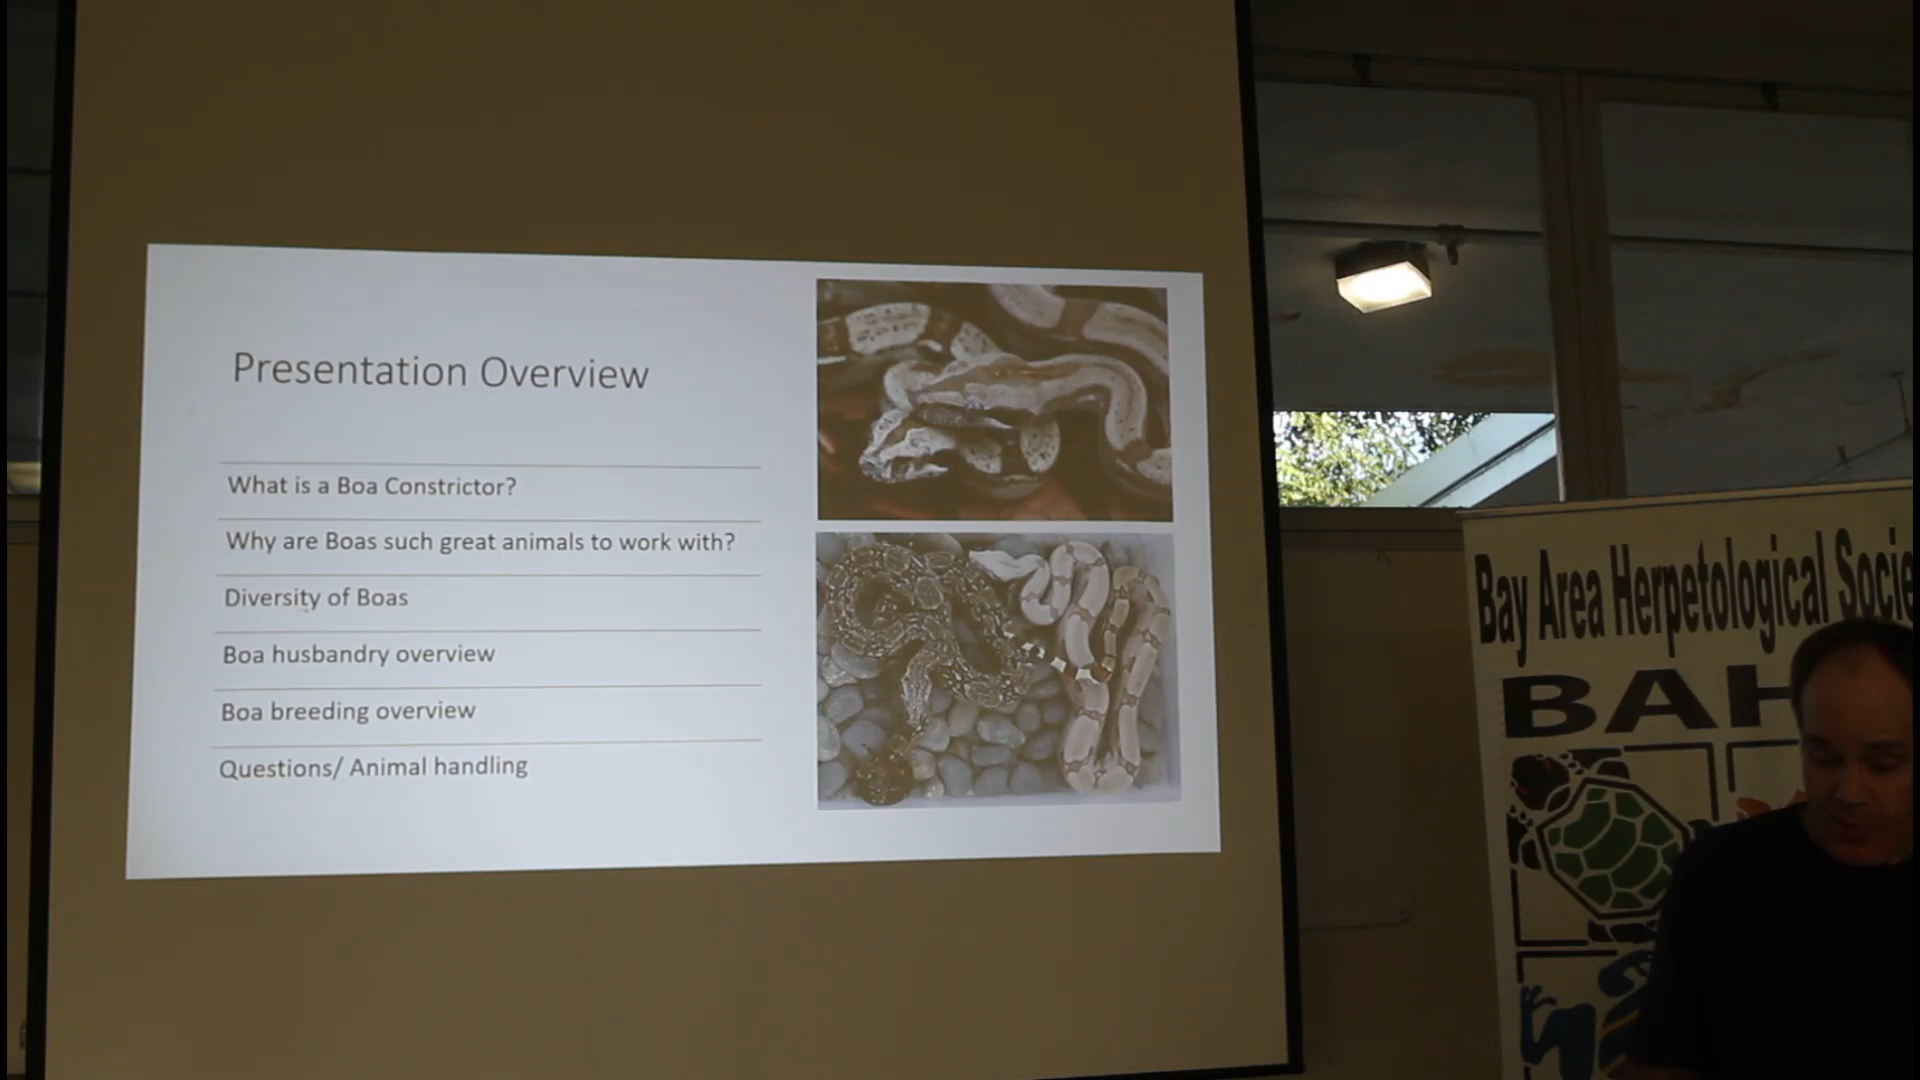 Presentation Overview
What is a Boa Constrictor?
Why are Boas such great animals to work with?
Diversity of Boas
Boa husbandry overview
Boa breeding overview
Questions/ Animal handling
Bay Area Herpetological Socie
BAH